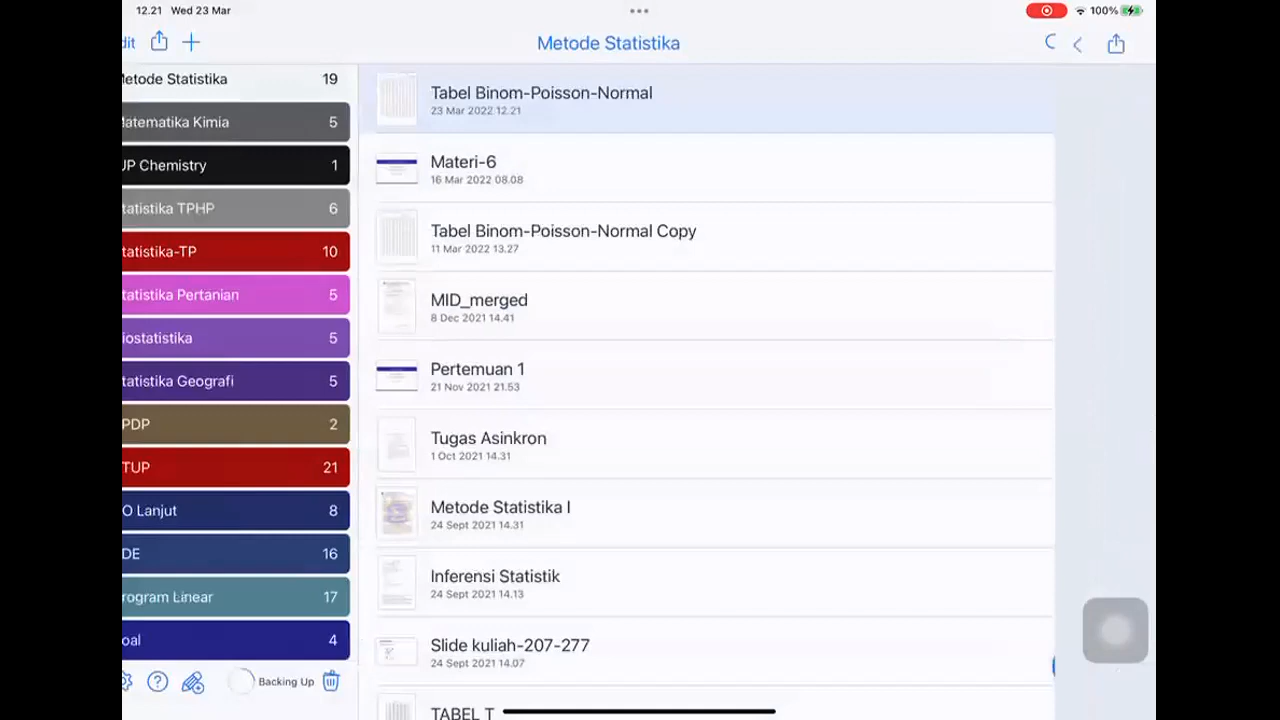 12.21 Wed 23 Mar
100%
dit
Metode Statistika
etode Statistika 19
atematika Kimia 5
JP Chemistry 1
tatistika TPHP 6
tatistika-TP 10
tatistika Pertanian 5
iostatistika 5
tatistika Geografi 5
PDP 2
TUP 21
O Lanjut 8
DE 16
rogram Linear 17
oal 4
Backing Up
Tabel Binom-Poisson-Normal
23 Mar 2022 12.21
Materi-6
16 Mar 2022 08.08
Tabel Binom-Poisson-Normal Copy
11 Mar 2022 13.27
MID_merged
8 Dec 2021 14.41
Pertemuan 1
21 Nov 2021 21.53
Tugas Asinkron
1 Oct 2021 14.31
Metode Statistika I
24 Sept 2021 14.31
Inferensi Statistik
24 Sept 2021 14.13
Slide kuliah-207-277
24 Sept 2021 14.07
TABEL T